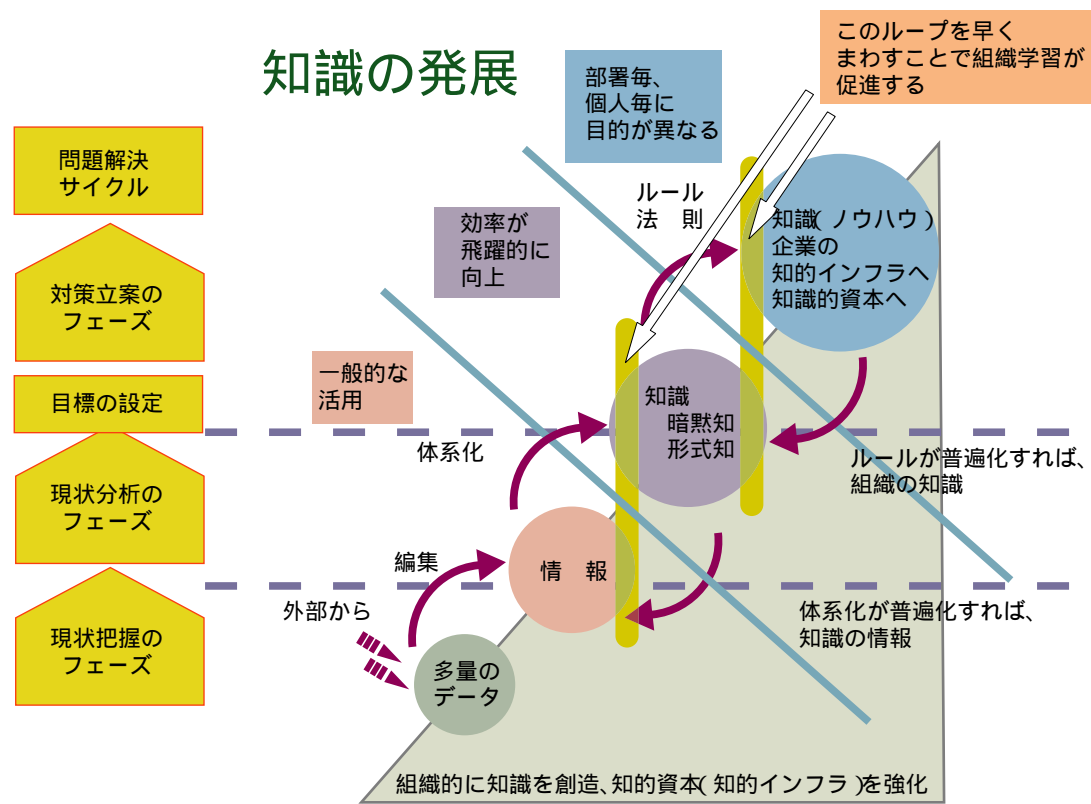 知識の発展
部署毎、
個人毎に
目的が異なる
このループを早く
まわすことで組織学習が
促進する
問題解決
サイクル
対策立案の
フェーズ
目標の設定
現状分析の
フェーズ
現状把握の
フェーズ
効率が
飛躍的に
向上
一般的な
活用
ルール
法 則
知識(ノウハウ)
企業の
知的インフラへ
知識的資本へ
知識
暗黙知
形式知
体系化
ルールが普遍化すれば、
組織の知識
編集
情 報
外部から
体系化が普遍化すれば、
知識の情報
多量の
データ
組織的に知識を創造、知的資本(知的インフラ)を強化